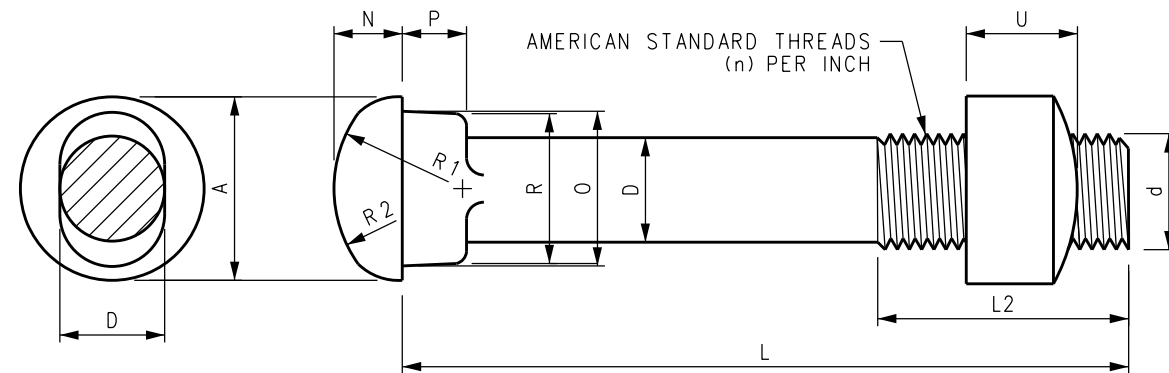 N
P
U
AMERICAN STANDARD THREADS
(n) PER INCH
A
R1
R2
R
O
D
d
D
L2
L